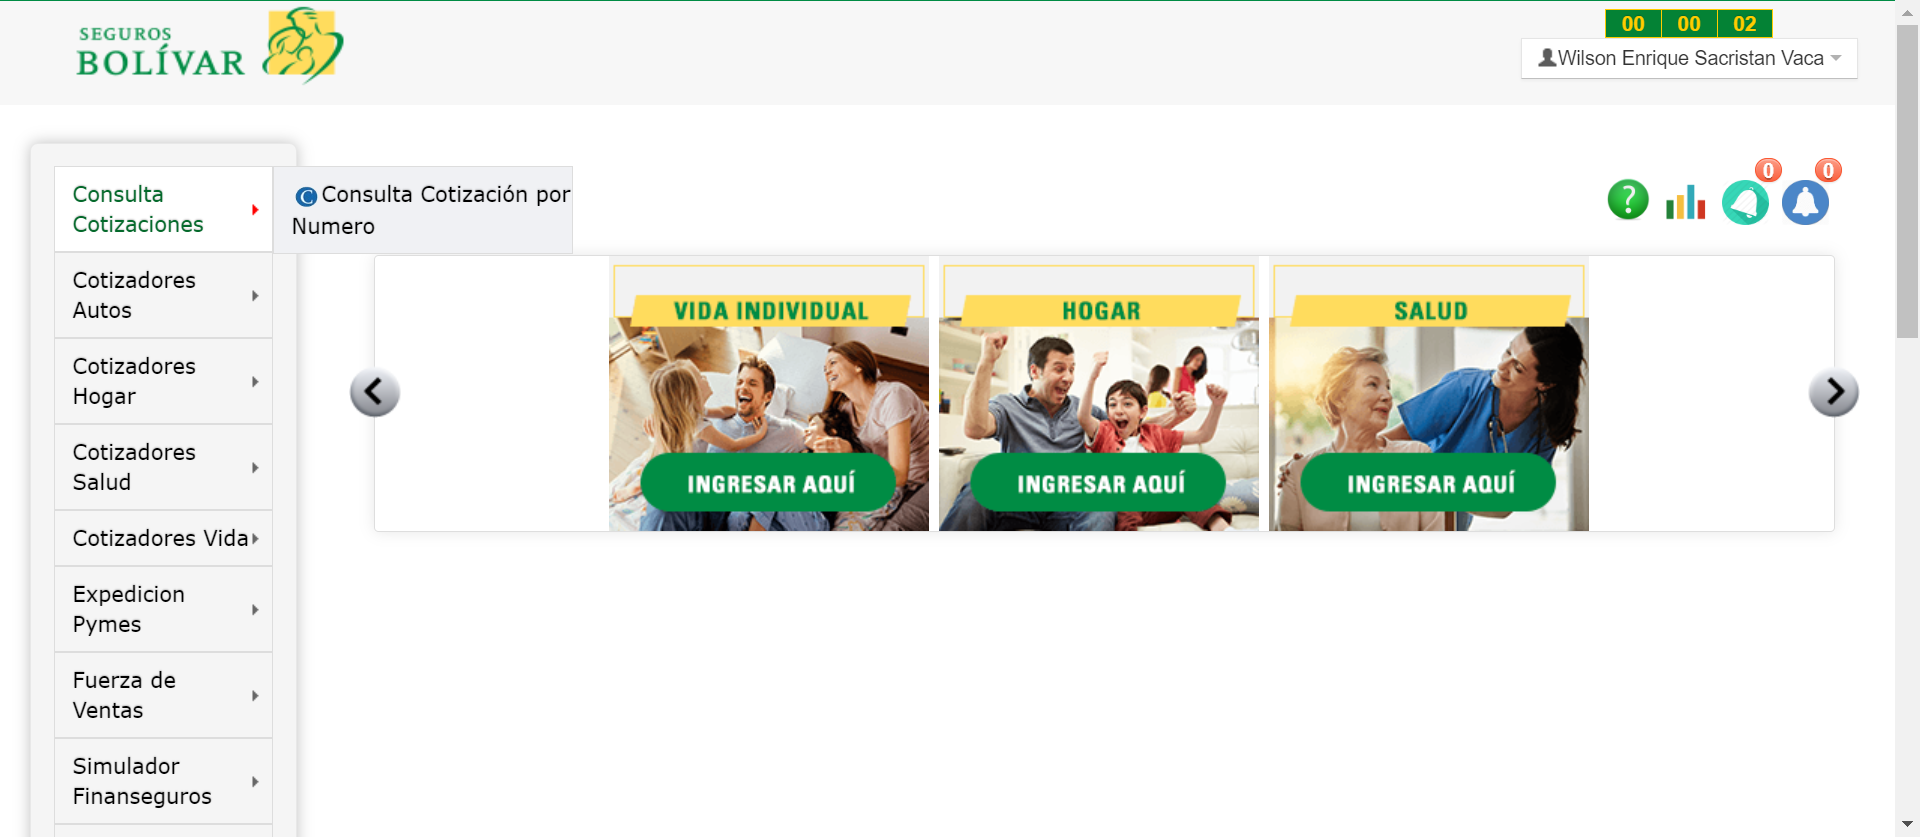 SEGUROS
BOLÍVAR
00 00 02
Wilson Enrique Sacristan Vaca
Consulta
Cotizaciones
C Consulta Cotización por
Numero
? 0 0
Cotizadores
Autos
Cotizadores
Hogar
Cotizadores
Salud
Cotizadores Vida
Expedicion
Pymes
Fuerza de
Ventas
Simulador
Finanseguros
VIDA INDIVIDUAL
INGRESAR AQUÍ
HOGAR
INGRESAR AQUÍ
SALUD
INGRESAR AQUÍ